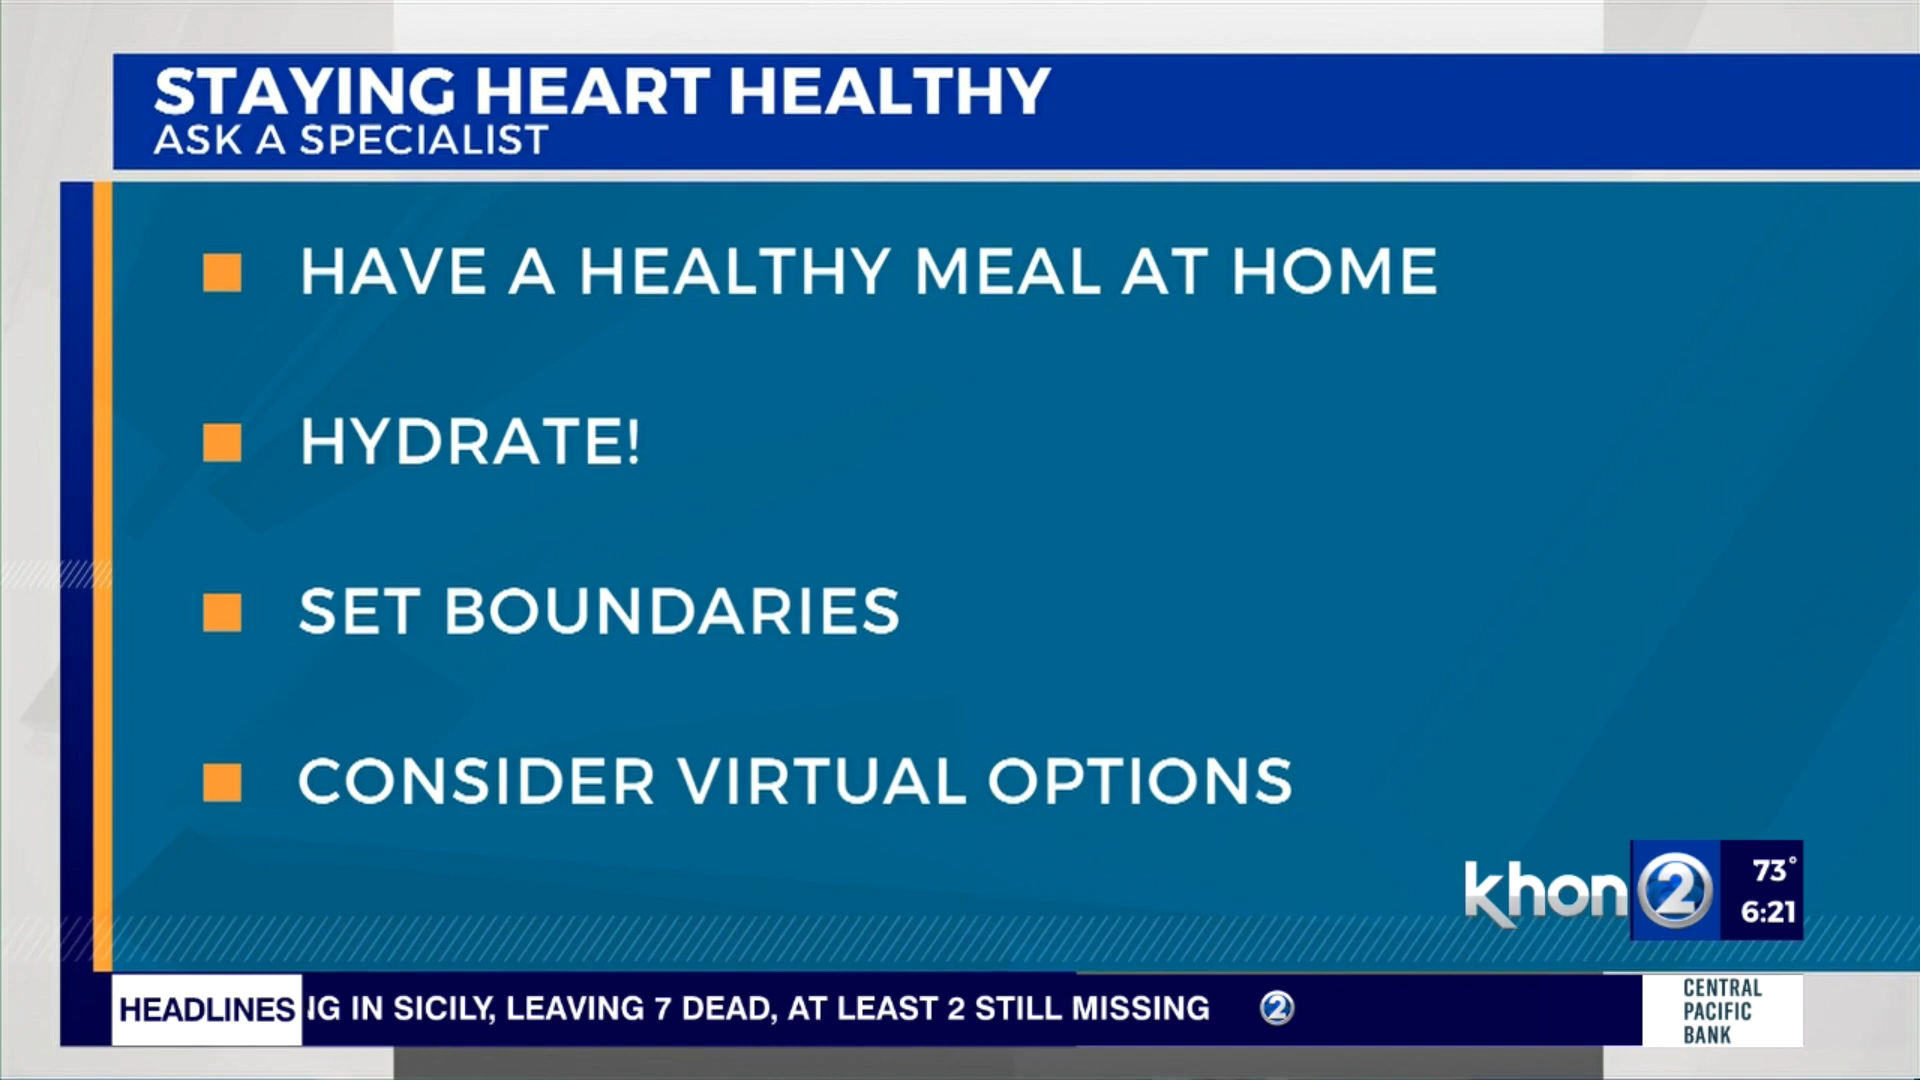 STAYING HEART HEALTHY
ASK A SPECIALIST
HAVE A HEALTHY MEAL AT HOME
HYDRATE!
SET BOUNDARIES
CONSIDER VIRTUAL OPTIONS
khon 2
73°
6:21
HEADLINES
IN SICILY, LEAVING 7 DEAD, AT LEAST 2 STILL MISSING 2
CENTRAL
PACIFIC
BANK